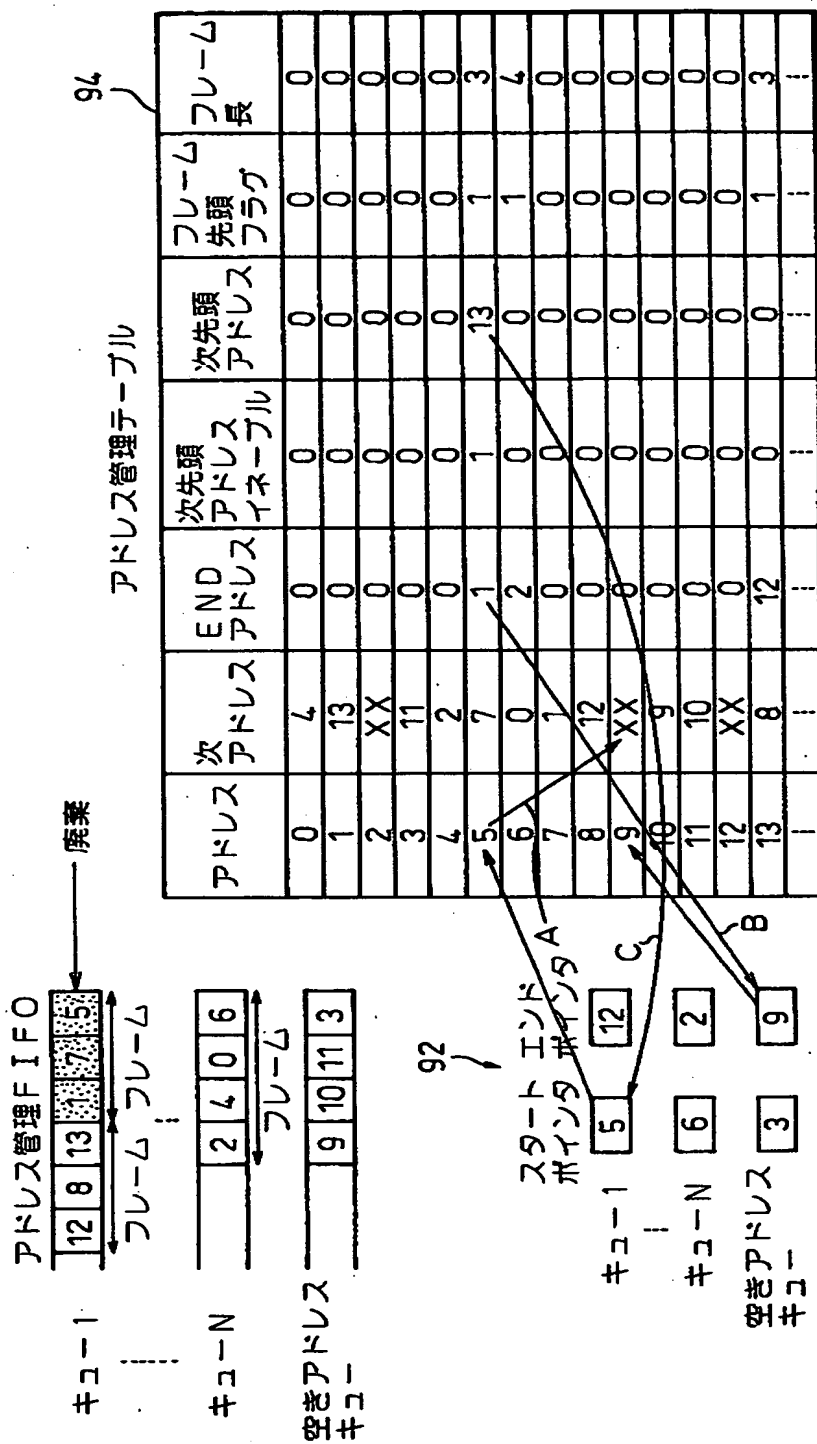 アドレス管理FIFO
キュー1
12 8 13 1 7 5
廃棄
フレーム フレーム
キューN
2 4 0 6
フレーム
空きアドレス
キュー
9 10 11 3
92
スタート
ポインタ
エンド
ポインタ
キュー1 5 12
キューN 6 2
空きアドレス
キュー
3 9
A
B
C
アドレス管理テーブル
94
アドレス 次アドレス ENDアドレス 次先頭アドレスイネーブル 次先頭アドレス フレーム先頭フラグ フレーム長
0 4 0 0 0 0 0
1 13 0 0 0 0 0
2 XX 0 0 0 0 0
3 11 0 0 0 0 0
4 2 0 0 0 0 0
5 7 1 1 13 1 3
6 0 2 0 0 1 4
7 1 0 0 0 0 0
8 12 0 0 0 0 0
9 XX 0 0 0 0 0
10 9 0 0 0 0 0
11 10 0 0 0 0 0
12 XX 0 0 0 0 0
13 8 12 0 0 1 3